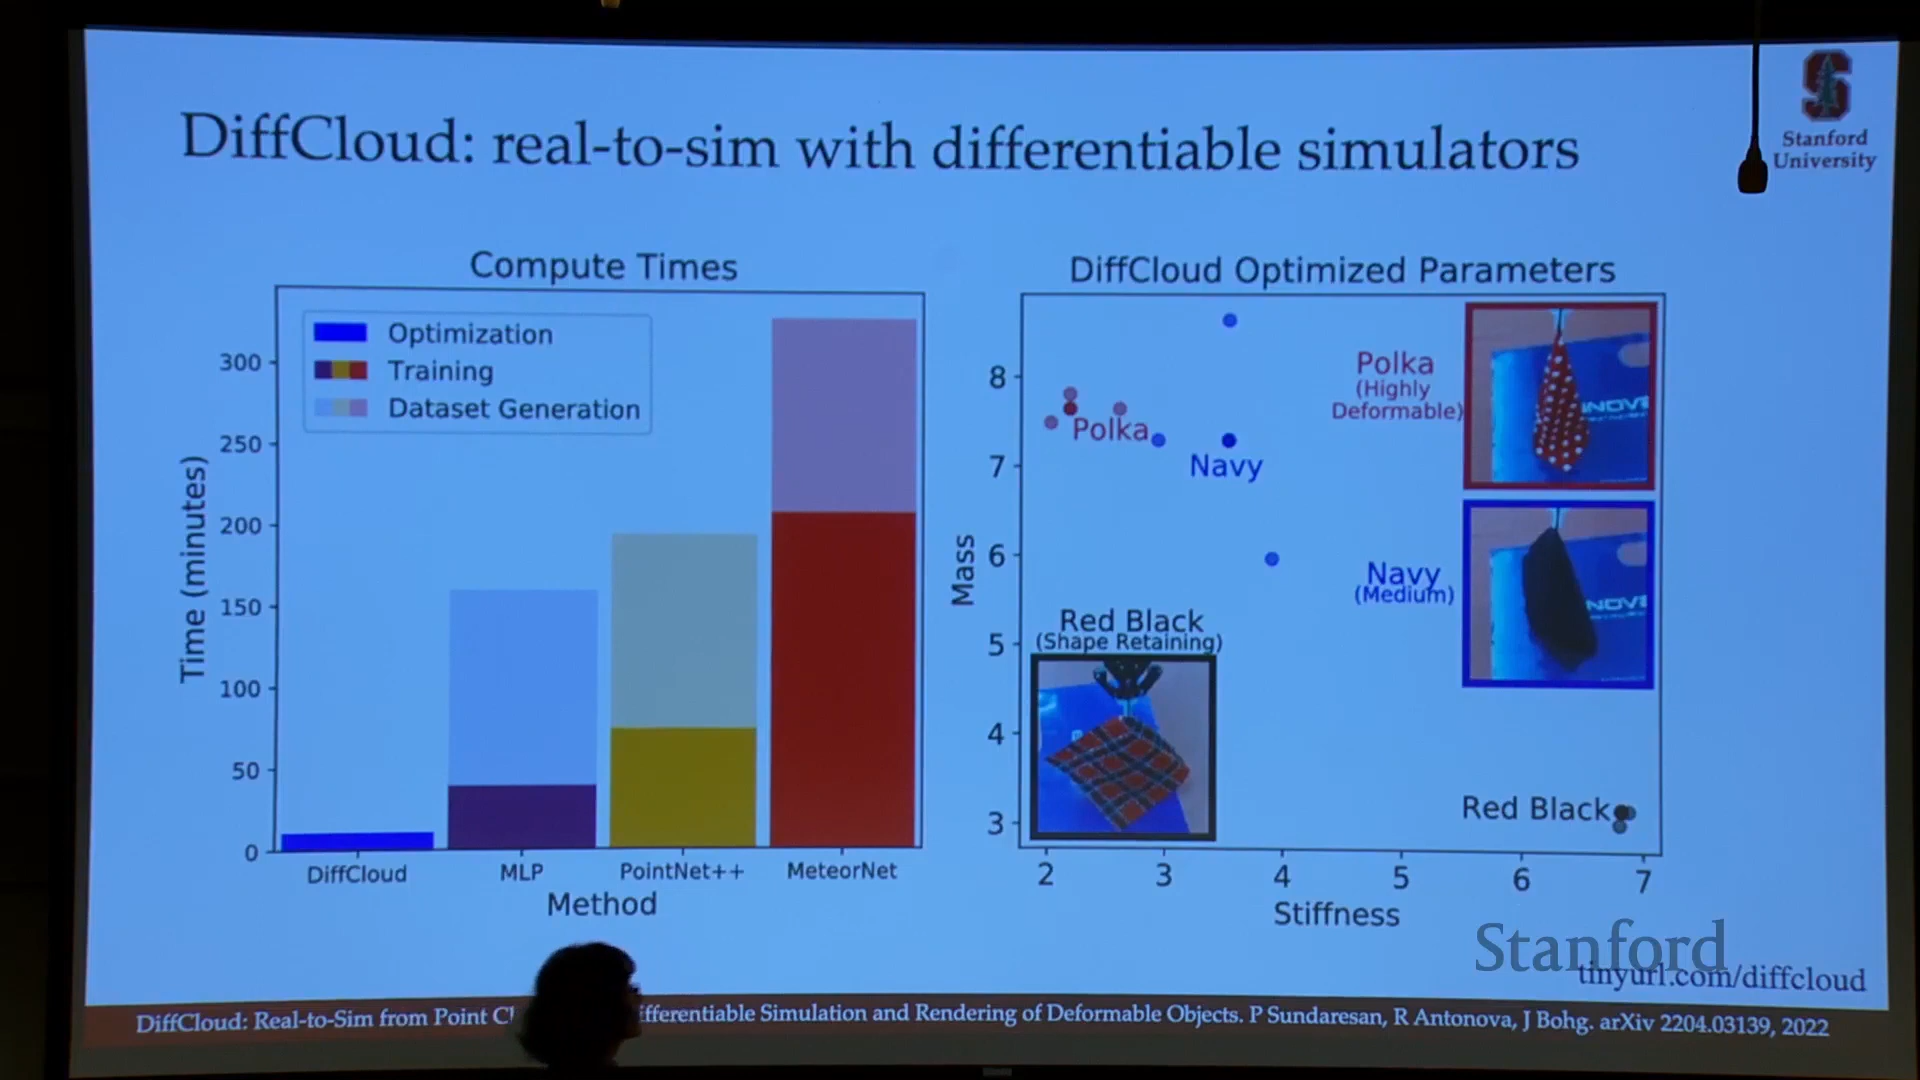 DiffCloud: real-to-sim with differentiable simulators
Stanford
University
Compute Times
Optimization
Training
Dataset Generation
Time (minutes)
300
250
200
150
100
50
0
DiffCloud
MLP
PointNet++
MeteorNet
Method
DiffCloud Optimized Parameters
Mass
8
7
6
5
4
3
2
3
4
5
6
7
Stiffness
Polka
Navy
Polka
(Highly
Deformable)
Navy
(Medium)
Red Black
(Shape Retaining)
Red Black
Stanford
tinyurl.com/diffcloud
DiffCloud: Real-to-Sim from Point Cl fferentiable Simulation and Rendering of Deformable Objects. P Sundaresan, R Antonova, J Bohg. arXiv 2204.03139, 2022